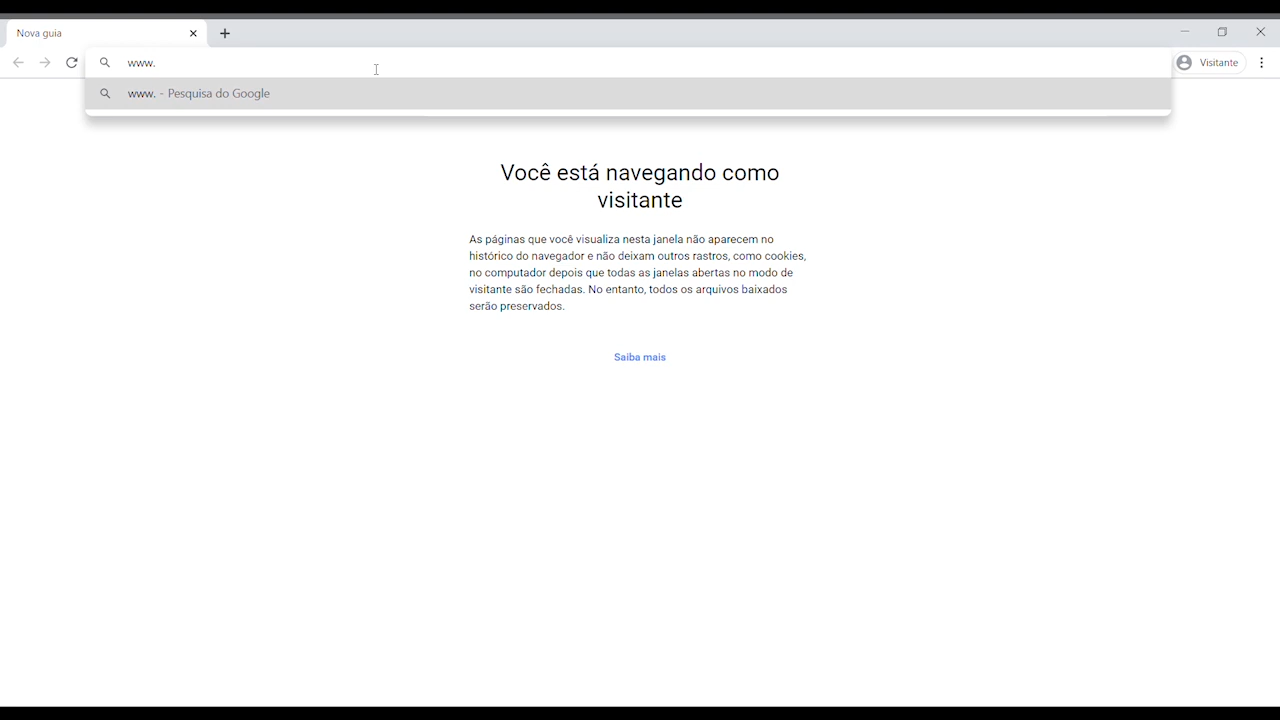 Nova guia
www.
Visitante
www. - Pesquisa do Google
Você está navegando como
visitante
As páginas que você visualiza nesta janela não aparecem no
histórico do navegador e não deixam outros rastros, como cookies,
no computador depois que todas as janelas abertas no modo de
visitante são fechadas. No entanto, todos os arquivos baixados
serão preservados.
Saiba mais